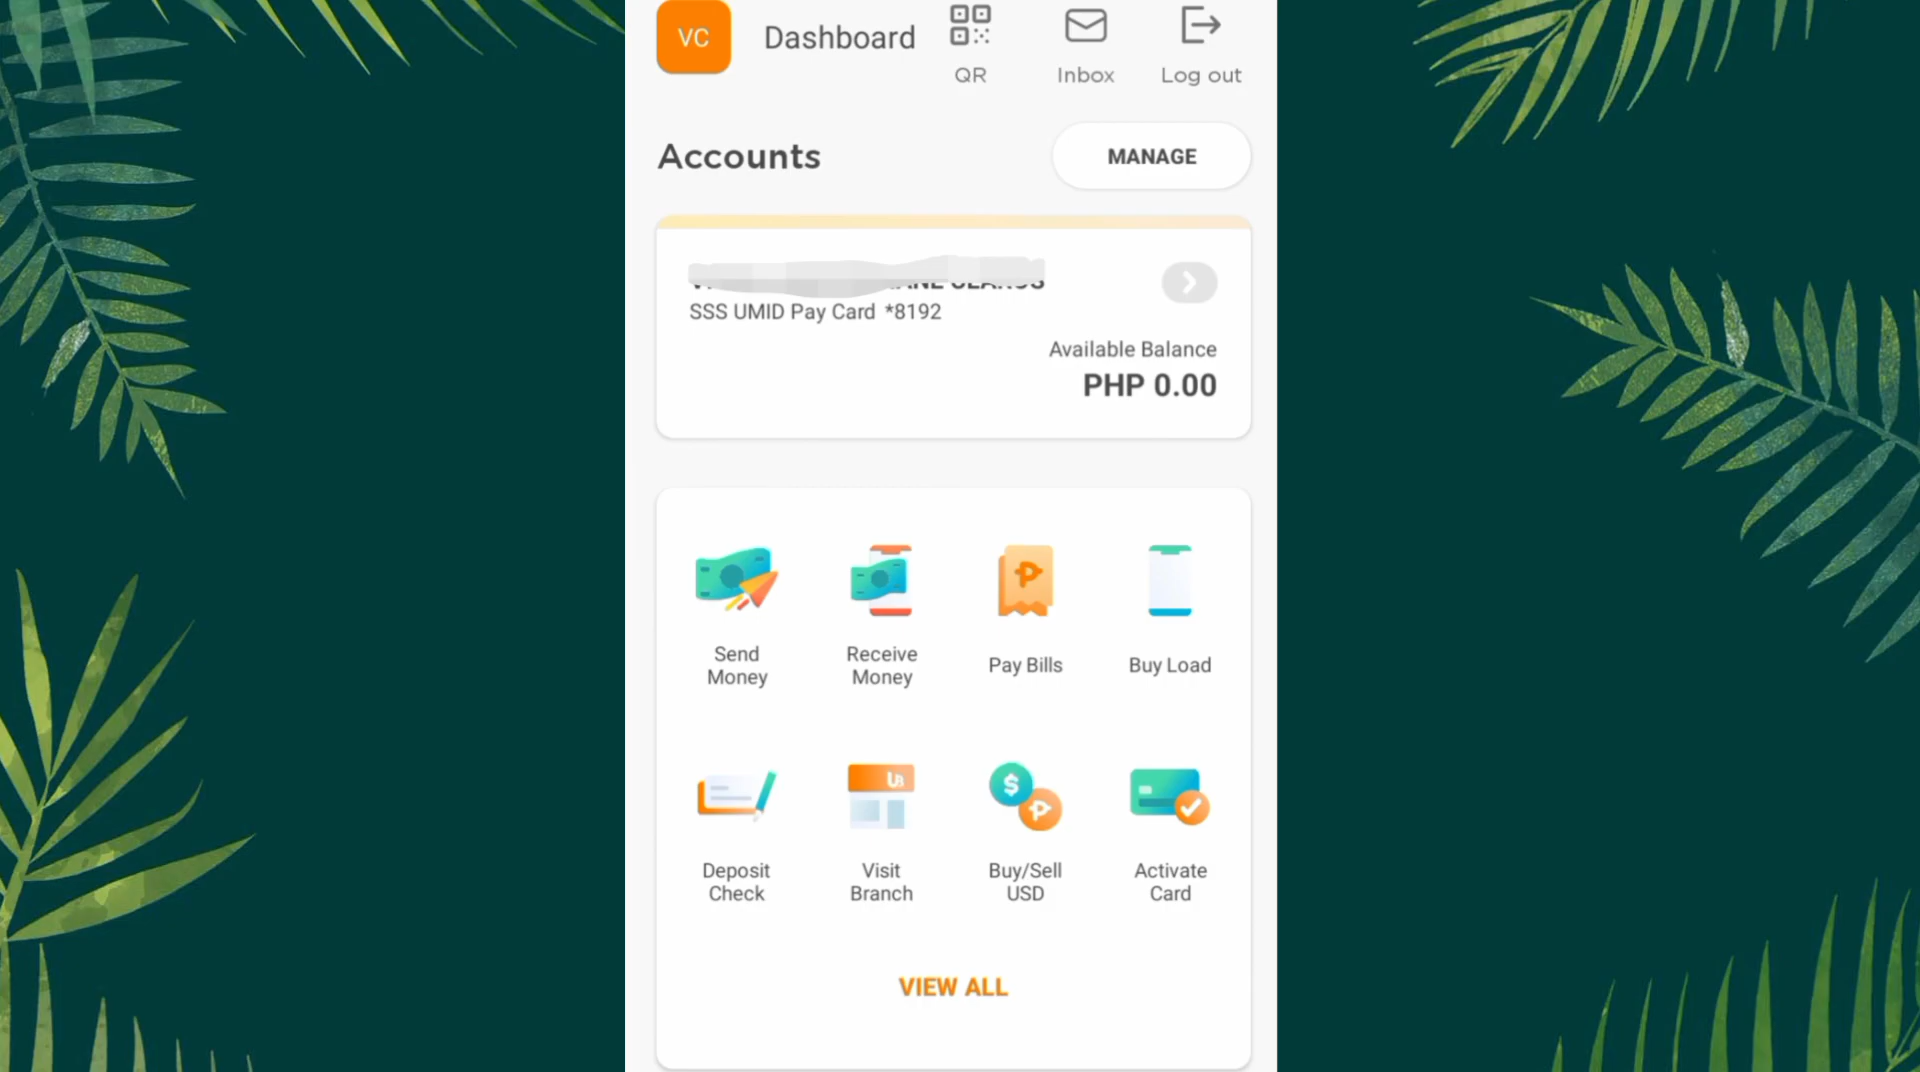 VC
Dashboard
QR
Inbox
Log out
Accounts
MANAGE
SSS UMID Pay Card *8192
Available Balance
PHP 0.00
Send
Money
Receive
Money
Pay Bills
Buy Load
Deposit
Check
UB
Visit
Branch
Buy/Sell
USD
Activate
Card
VIEW ALL